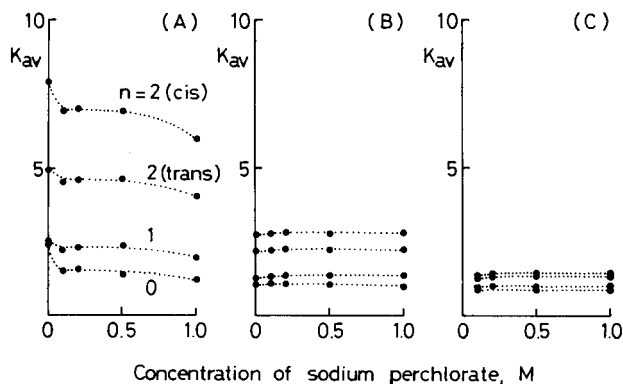 10 (A) 10 (B) 10 (C)
Kav Kav Kav
n=2(cis)
5 2(trans) 5 5
1
0
0 0.5 1.0 0 0.5 1.0 0 0.5 1.0
Concentration of sodium perchlorate, M